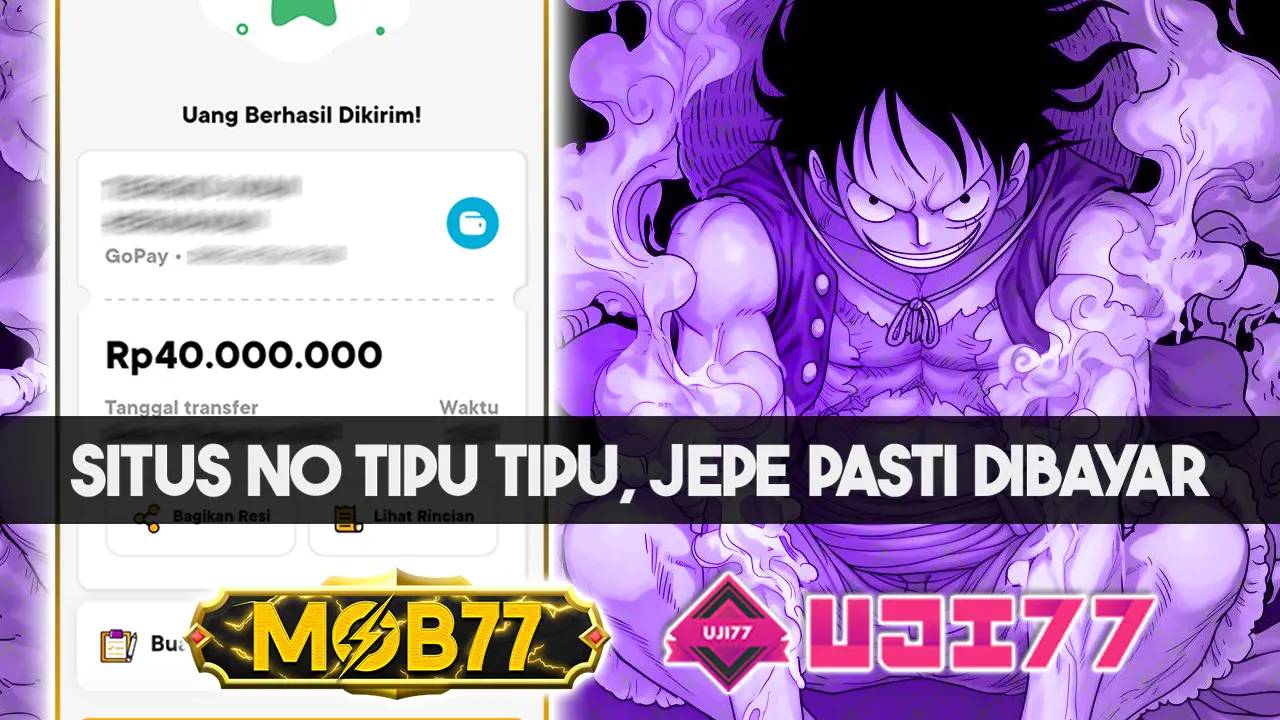 Uang Berhasil Dikirim!
GoPay •
Rp40.000.000
Tanggal transfer
Waktu
SITUS NO TIPU TIPU, JEPE PASTI DIBAYAR
Bagikan Resi
Lihat Rincian
Bua
MOB77
UJI77
UJI77